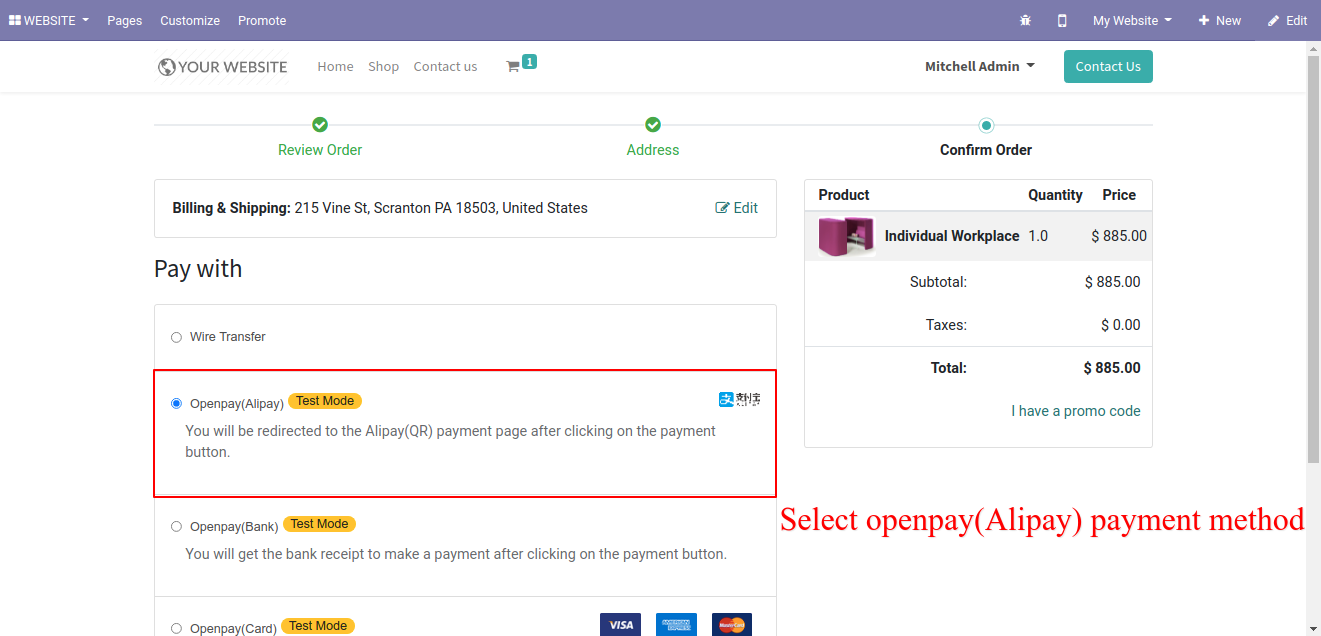 WEBSITE Pages Customize Promote My Website New Edit
YOUR WEBSITE Home Shop Contact us 1 Mitchell Admin Contact Us
Review Order Address Confirm Order
Billing & Shipping: 215 Vine St, Scranton PA 18503, United States Edit
Pay with
Wire Transfer
Openpay(Alipay) Test Mode 支 支付宝
You will be redirected to the Alipay(QR) payment page after clicking on the payment
button.
Openpay(Bank) Test Mode
You will get the bank receipt to make a payment after clicking on the payment button.
Openpay(Card) Test Mode VISA AMERICAN EXPRESS MasterCard
Product Quantity Price
Individual Workplace 1.0 $ 885.00
Subtotal: $ 885.00
Taxes: $ 0.00
Total: $ 885.00
I have a promo code
Select openpay(Alipay) payment method